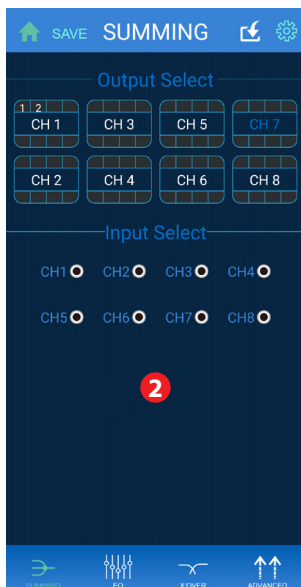 SAVE SUMMING
Output Select
1 2
CH 1 CH 3 CH 5 CH 7
CH 2 CH 4 CH 6 CH 8
Input Select
CH1 CH2 CH3 CH4
CH5 CH6 CH7 CH8
2
SUMMING EQ X'OVER ADVANCED